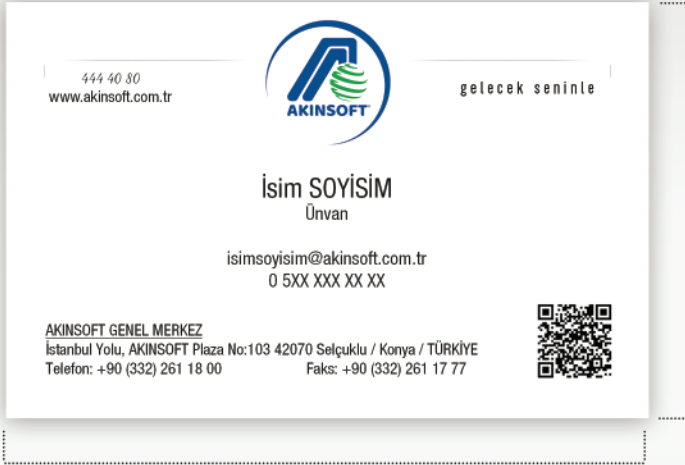 444 40 80
www.akinsoft.com.tr
AKINSOFT
gelecek seninle
İsim SOYİSİM
Ünvan
isimsoyisim@akinsoft.com.tr
0 5XX XXX XX XX
AKINSOFT GENEL MERKEZ
İstanbul Yolu, AKINSOFT Plaza No:103 42070 Selçuklu / Konya / TÜRKİYE
Telefon: +90 (332) 261 18 00 Faks: +90 (332) 261 17 77